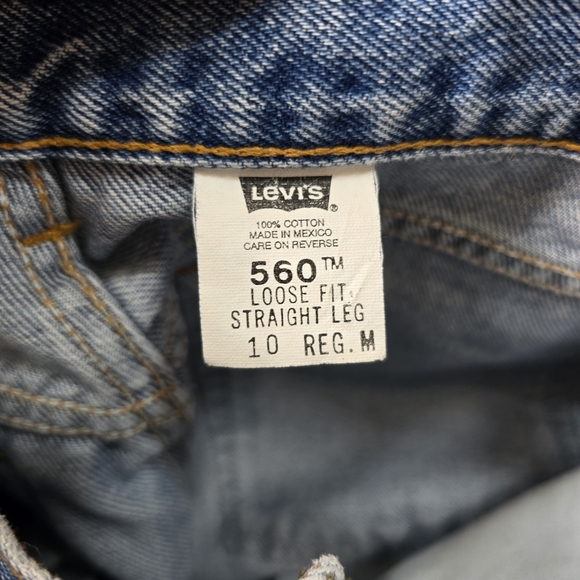 LEVI'S ®
100% COTTON
MADE IN MEXICO
CARE ON REVERSE
560™
LOOSE FIT
STRAIGHT LEG
10 REG. M